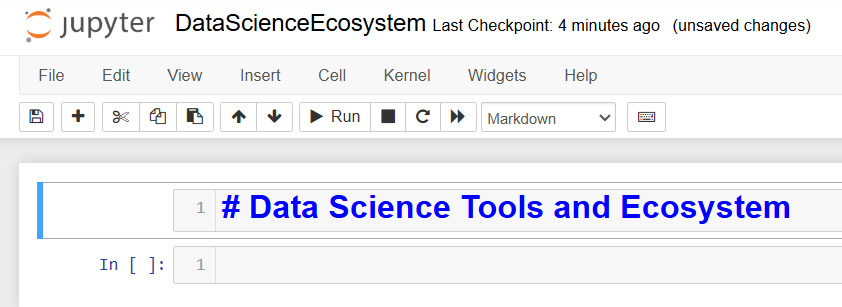 jupyter DataScienceEcosystem Last Checkpoint: 4 minutes ago (unsaved changes)
File Edit View Insert Cell Kernel Widgets Help
Run Markdown
1 # Data Science Tools and Ecosystem
In [ ]: 1